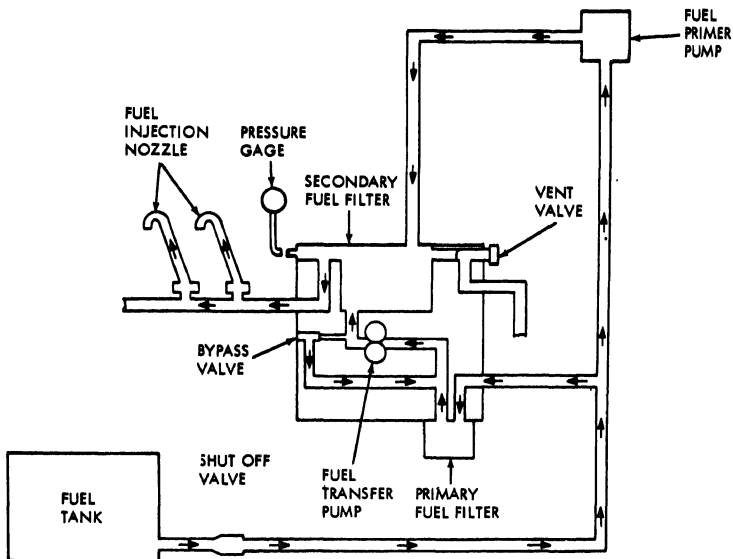 FUEL
PRIMER
PUMP
FUEL
INJECTION
NOZZLE
PRESSURE
GAGE
SECONDARY
FUEL FILTER
VENT
VALVE
BYPASS
VALVE
SHUT OFF
VALVE
FUEL
TANK
FUEL
TRANSFER
PUMP
PRIMARY
FUEL FILTER